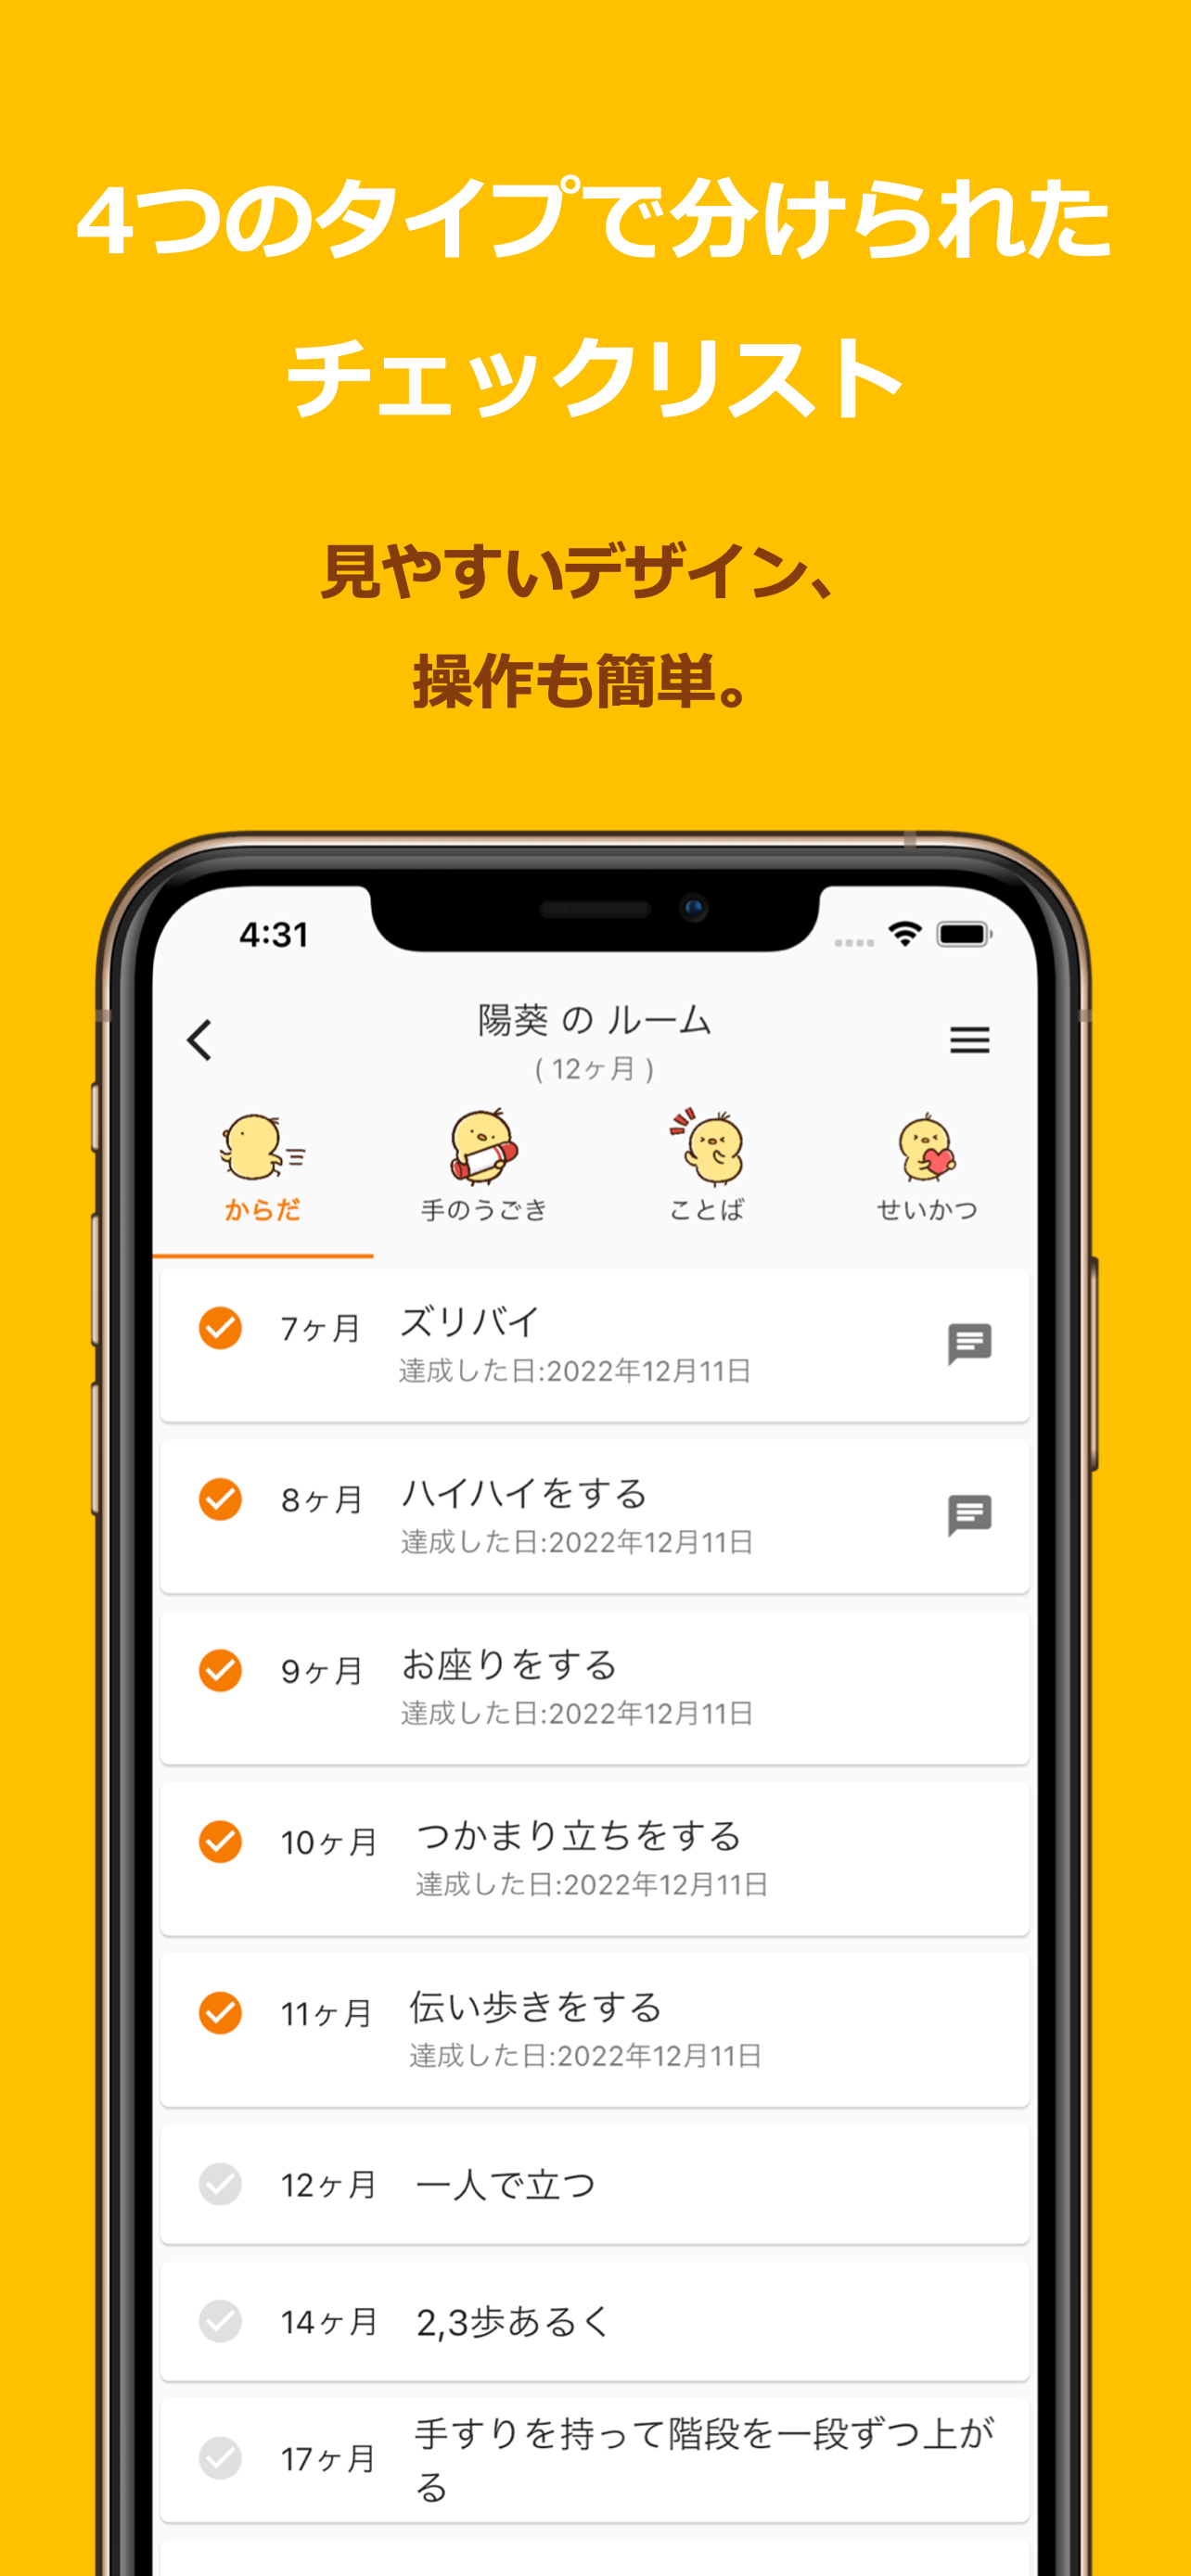 4つのタイプで分けられた
チェックリスト
見やすいデザイン、
操作も簡単。
4:31
陽葵 の ルーム
( 12ヶ月 )
からだ 手のうごき ことば せいかつ
7ヶ月 ズリバイ
達成した日:2022年12月11日
8ヶ月 ハイハイをする
達成した日:2022年12月11日
9ヶ月 お座りをする
達成した日:2022年12月11日
10ヶ月 つかまり立ちをする
達成した日:2022年12月11日
11ヶ月 伝い歩きをする
達成した日:2022年12月11日
12ヶ月 一人で立つ
14ヶ月 2,3歩あるく
17ヶ月 手すりを持って階段を一段ずつ上が
る